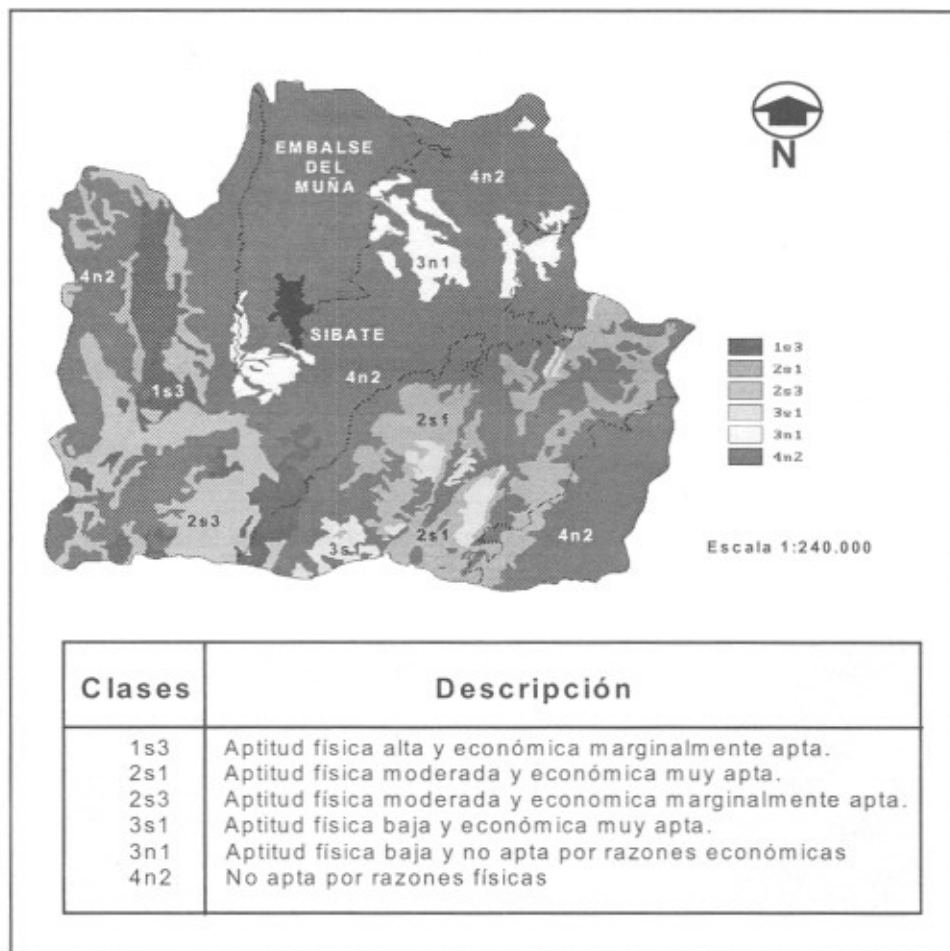 EMBALSE
DEL
MUÑA
N
4n2
4n2
3n1
SIBATE
4n2
1s3
2s1
2s3
3s1
2s1
4n2
1s3
2s1
2s3
3s1
3n1
4n2
Escala 1:240.000
Clases Descripción
1s3 Aptitud física alta y económica marginalmente apta.
2s1 Aptitud física moderada y económica muy apta.
2s3 Aptitud física moderada y economica marginalmente apta.
3s1 Aptitud física baja y económica muy apta.
3n1 Aptitud física baja y no apta por razones económicas
4n2 No apta por razones físicas